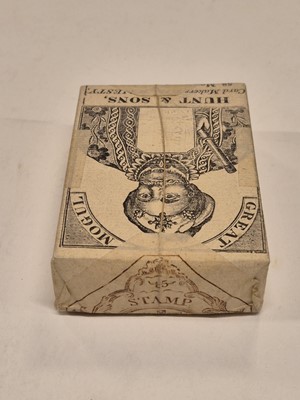 GREAT
MOGUL
HUNT & SONS,
Card Makers
STAMP